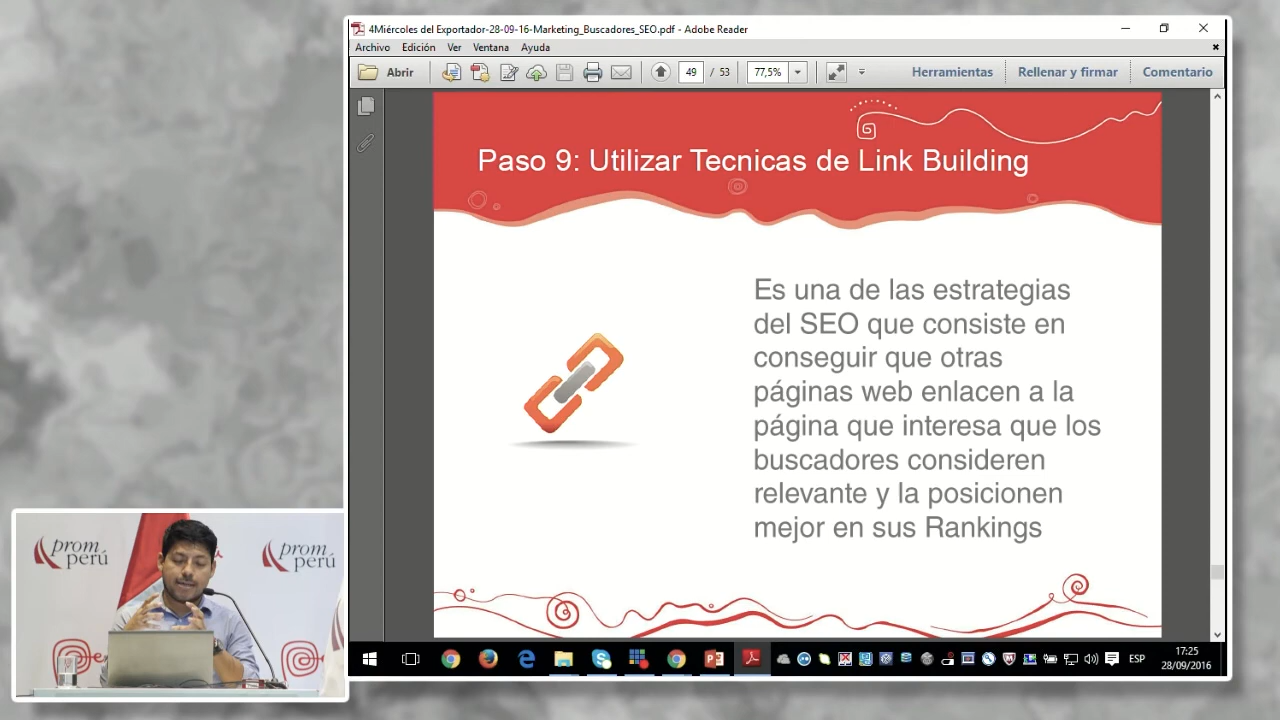 4Miércoles del Exportador-28-09-16-Marketing_Buscadores_SEO.pdf - Adobe Reader
Archivo Edición Ver Ventana Ayuda
Abrir 49 / 53 77,5% Herramientas Rellenar y firmar Comentario
Paso 9: Utilizar Tecnicas de Link Building
Es una de las estrategias
del SEO que consiste en
conseguir que otras
páginas web enlacen a la
página que interesa que los
buscadores consideren
relevante y la posicionen
mejor en sus Rankings
prom
perú
prom
perú
ESP
17:25
28/09/2016